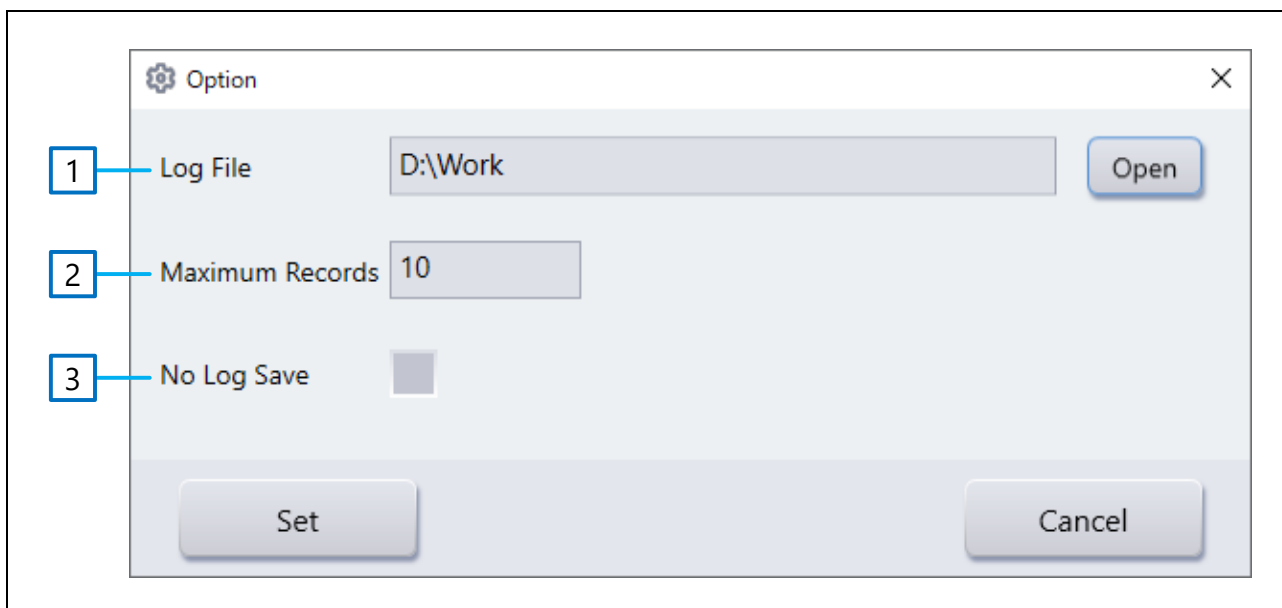 Option
1 Log File D:\Work Open
2 Maximum Records 10
3 No Log Save
Set Cancel